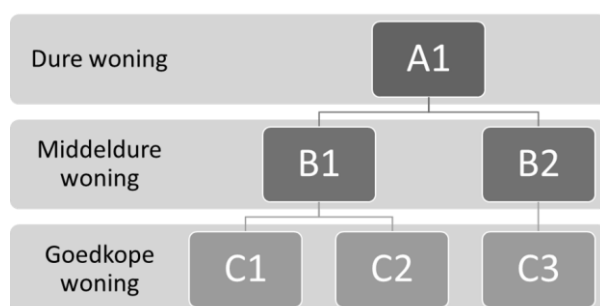 Dure woning
A1
Middeldure
woning
B1
B2
Goedkope
woning
C1
C2
C3